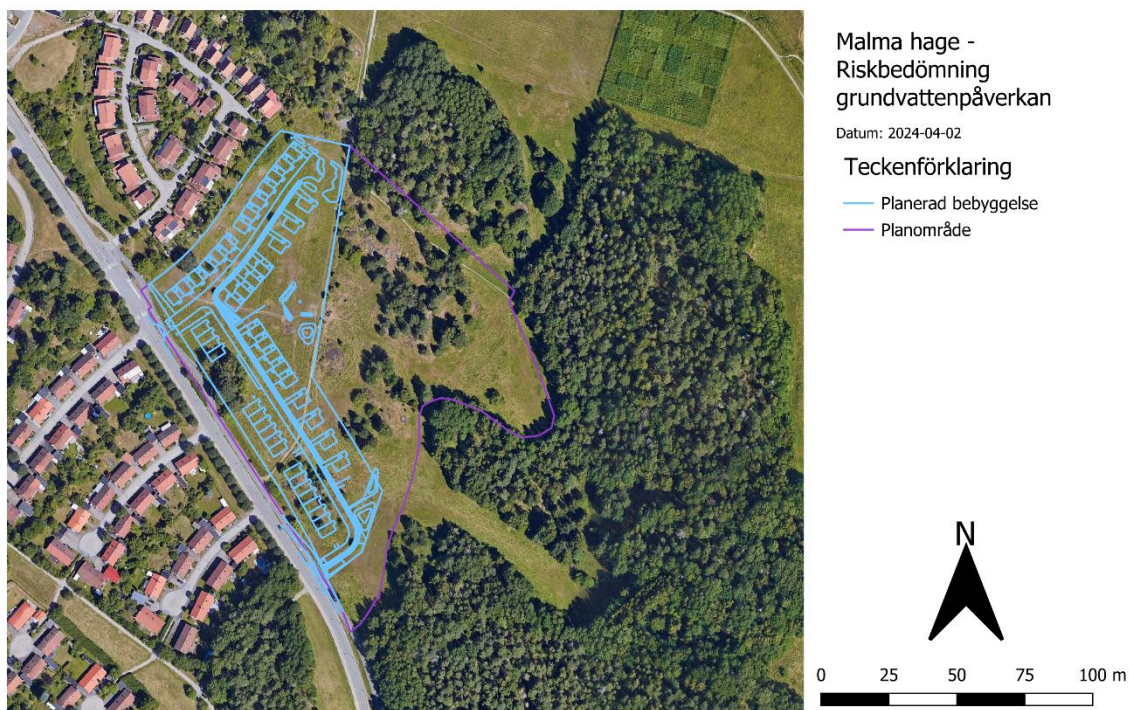 Malma hage -
Riskbedömning
grundvattenpåverkan
Datum: 2024-04-02
Teckenförklaring
Planerad bebyggelse
Planområde
N
0 25 50 75 100 m